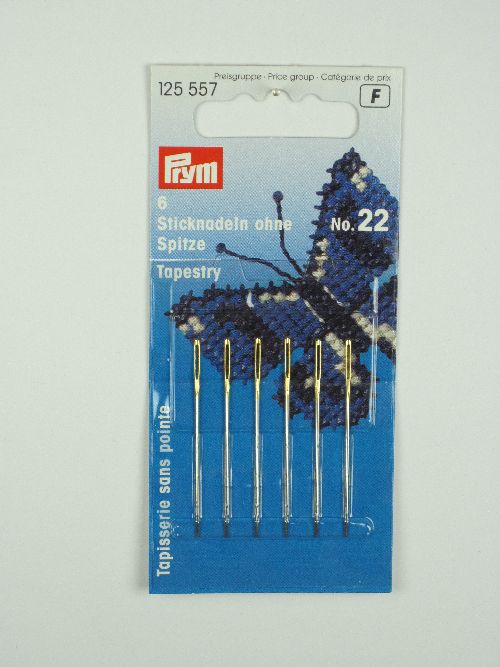 Preisgruppe · Price group · Catégorie de prix
125 557
F
Prym
6
Sticknadeln ohne
Spitze
No. 22
Tapestry
Tapisserie sans pointe